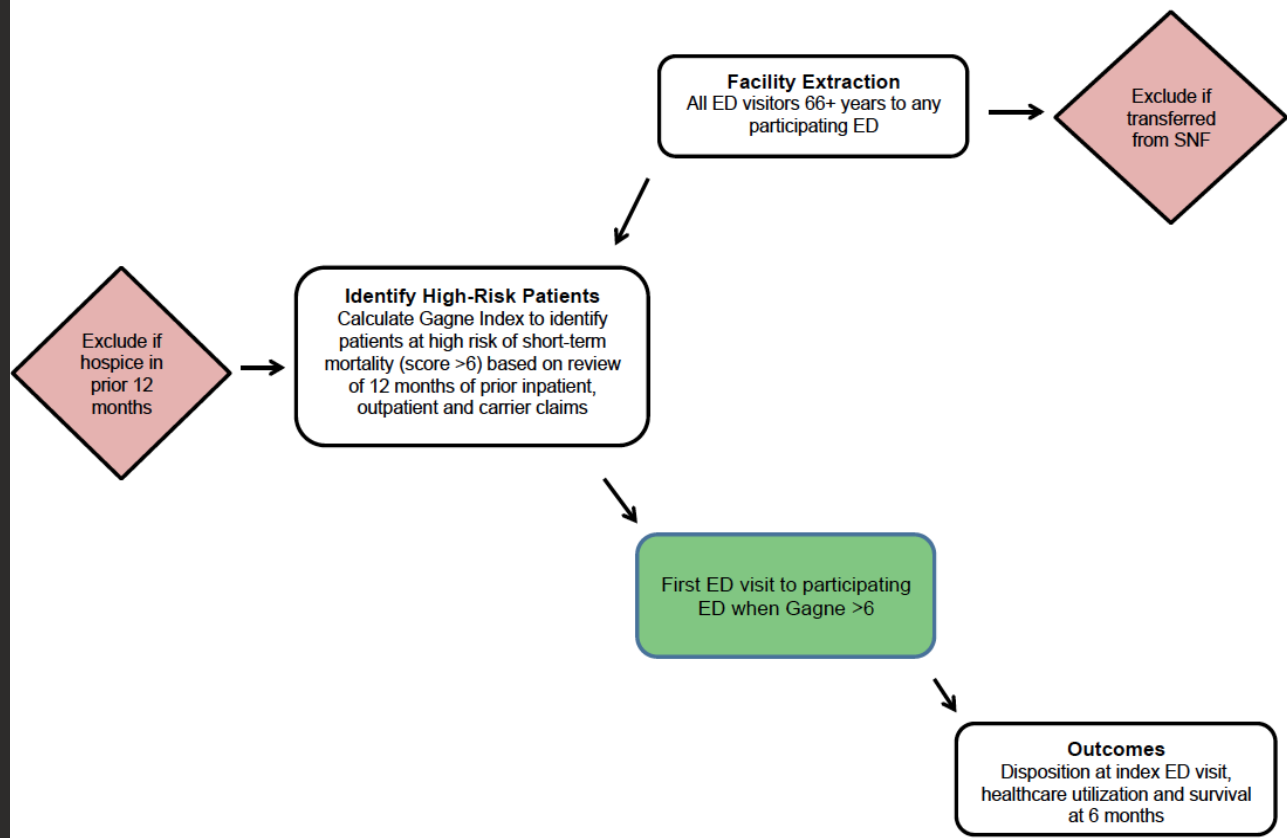 Facility Extraction
All ED visitors 66+ years to any
participating ED
Exclude if
transferred
from SNF
Exclude if
hospice in
prior 12
months
Identify High-Risk Patients
Calculate Gagne Index to identify
patients at high risk of short-term
mortality (score >6) based on review
of 12 months of prior inpatient,
outpatient and carrier claims
First ED visit to participating
ED when Gagne >6
Outcomes
Disposition at index ED visit,
healthcare utilization and survival
at 6 months